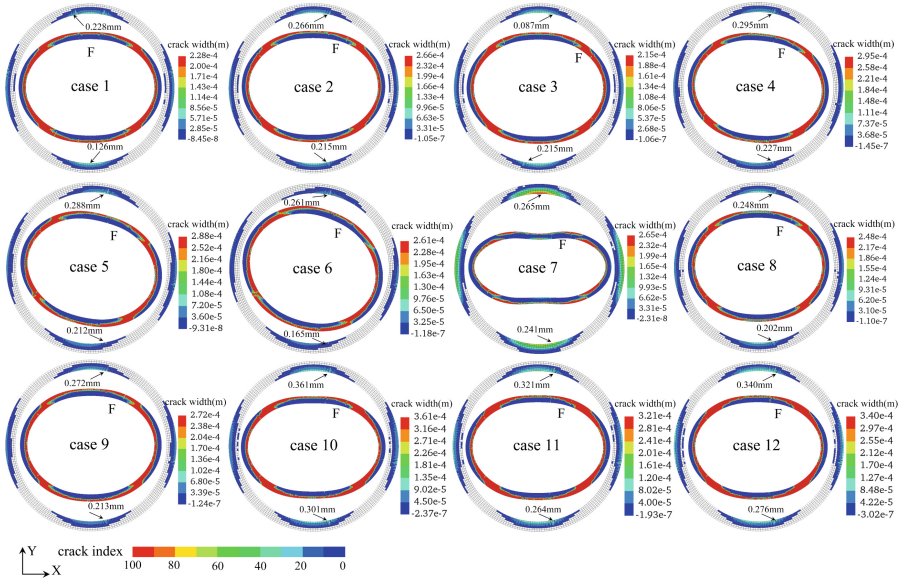 0.228mm
F
case 1
0.126mm
crack width(m)
2.28e-4
2.00e-4
1.71e-4
1.43e-4
1.14e-4
8.56e-5
5.71e-5
2.85e-5
-8.45e-8
0.266mm
F
case 2
0.215mm
crack width(m)
2.66e-4
2.32e-4
1.99e-4
1.66e-4
1.33e-4
9.96e-5
6.63e-5
3.31e-5
-1.05e-7
0.087mm
F
case 3
0.215mm
crack width(m)
2.15e-4
1.88e-4
1.61e-4
1.34e-4
1.08e-4
8.06e-5
5.37e-5
2.68e-5
-1.06e-7
0.295mm
F
case 4
0.227mm
crack width(m)
2.95e-4
2.58e-4
2.21e-4
1.84e-4
1.48e-4
1.11e-4
7.37e-5
3.68e-5
-1.45e-7
0.288mm
F
case 5
0.212mm
crack width(m)
2.88e-4
2.52e-4
2.16e-4
1.80e-4
1.44e-4
1.08e-4
7.20e-5
3.60e-5
-9.31e-8
0.261mm
F
case 6
0.165mm
crack width(m)
2.61e-4
2.28e-4
1.95e-4
1.63e-4
1.30e-4
9.76e-5
6.50e-5
3.25e-5
-1.18e-7
0.265mm
F
case 7
0.241mm
crack width(m)
2.65e-4
2.32e-4
1.99e-4
1.65e-4
1.32e-4
9.93e-5
6.62e-5
3.31e-5
-2.31e-8
0.248mm
F
case 8
0.202mm
crack width(m)
2.48e-4
2.17e-4
1.86e-4
1.55e-4
1.24e-4
9.31e-5
6.20e-5
3.10e-5
-1.10e-7
0.272mm
F
case 9
0.213mm
crack width(m)
2.72e-4
2.38e-4
2.04e-4
1.70e-4
1.36e-4
1.02e-4
6.80e-5
3.39e-5
-1.24e-7
0.361mm
F
case 10
0.301mm
crack width(m)
3.61e-4
3.16e-4
2.71e-4
2.26e-4
1.81e-4
1.35e-4
9.02e-5
4.50e-5
-2.37e-7
0.321mm
F
case 11
0.264mm
crack width(m)
3.21e-4
2.81e-4
2.41e-4
2.01e-4
1.61e-4
1.20e-4
8.02e-5
4.00e-5
-1.93e-7
0.340mm
F
case 12
0.276mm
crack width(m)
3.40e-4
2.97e-4
2.55e-4
2.12e-4
1.70e-4
1.27e-4
8.48e-5
4.22e-5
-3.02e-7
Y
X
crack index
100 80 60 40 20 0